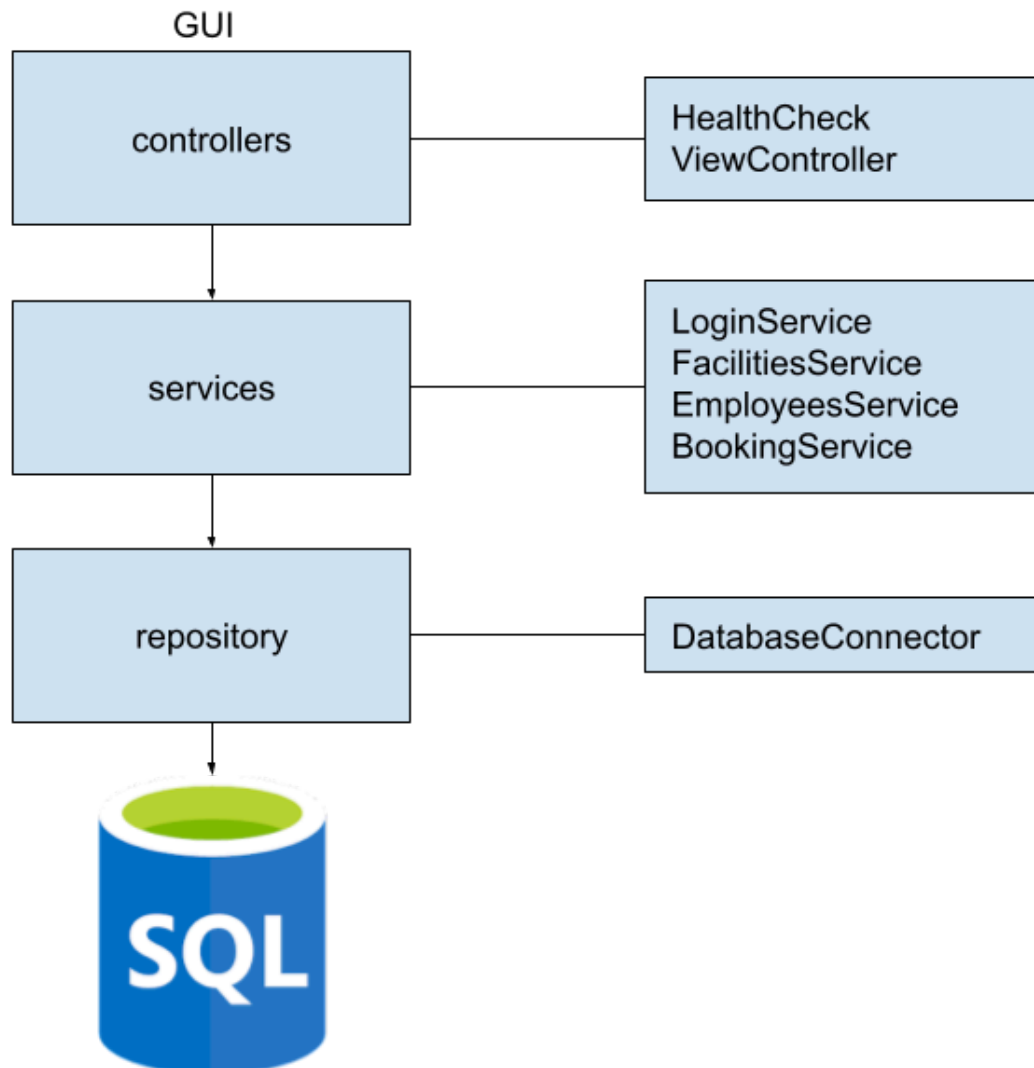 GUI
controllers
HealthCheck
ViewController
services
LoginService
FacilitiesService
EmployeesService
BookingService
repository
DatabaseConnector
SQL